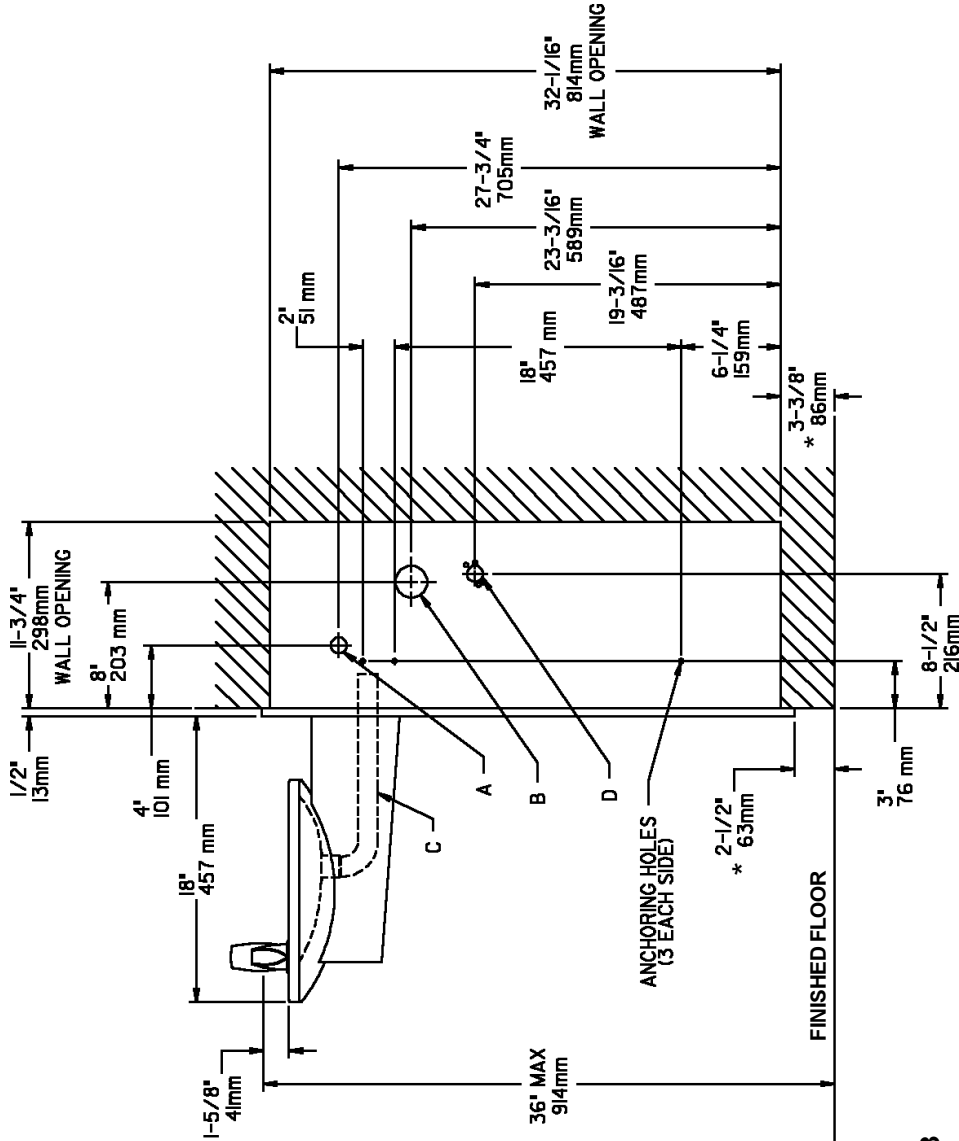 1/2"
13mm
11-3/4"
298mm
WALL OPENING
8"
203 mm
4"
101 mm
18"
457 mm
1-5/8"
41mm
36" MAX
914mm
2"
51 mm
32-1/16"
814mm
WALL OPENING
27-3/4"
705mm
23-3/16"
589mm
19-3/16"
487mm
18"
457 mm
6-1/4"
159mm
* 3-3/8"
86mm
A
B
C
D
ANCHORING HOLES
(3 EACH SIDE)
* 2-1/2"
63mm
3"
76 mm
8-1/2"
216mm
FINISHED FLOOR